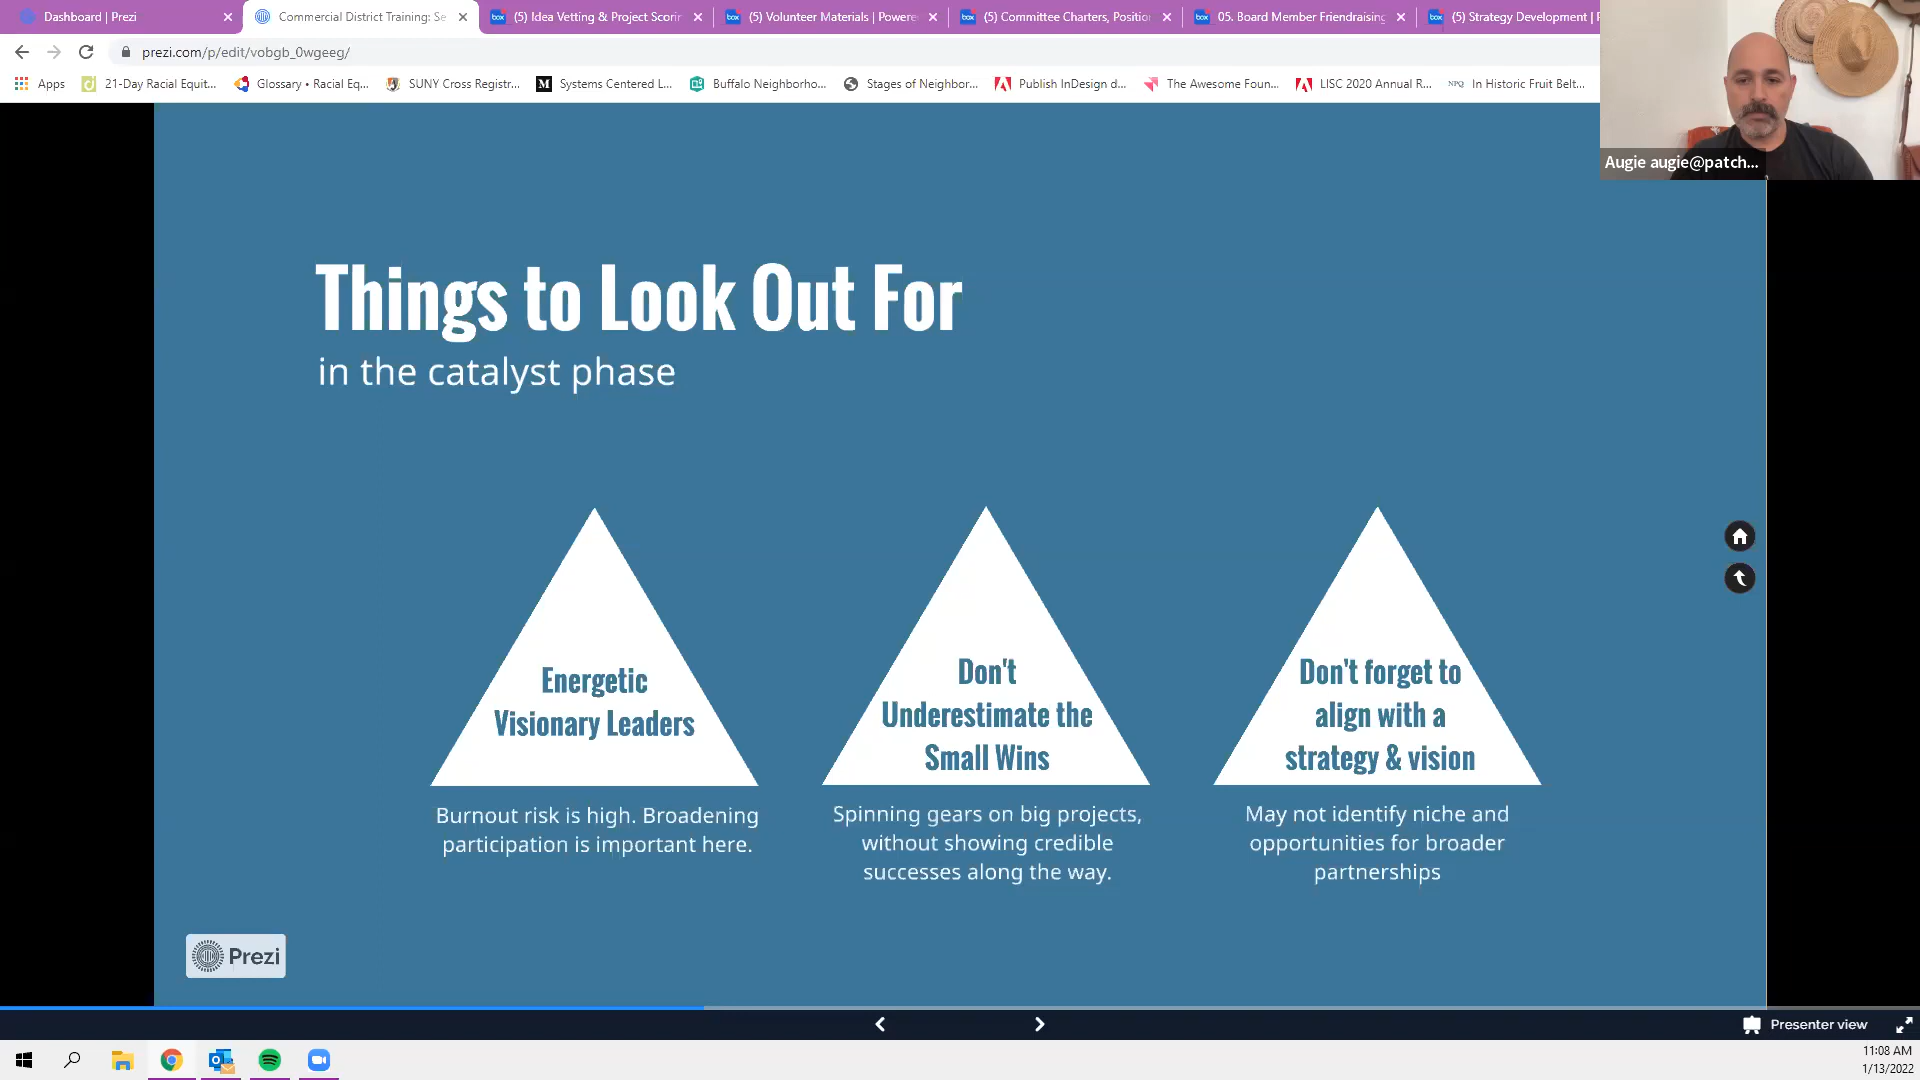 Dashboard | Prezi
Commercial District Training: Se
(5) Idea Vetting & Project Scorin
(5) Volunteer Materials | Powere
(5) Committee Charters, Position
05. Board Member Friendraising
(5) Strategy Development | P
prezi.com/p/edit/vobgb_0wgeeg/
Apps
21-Day Racial Equit...
Glossary • Racial Eq...
SUNY Cross Registr...
Systems Centered L...
Buffalo Neighborho...
Stages of Neighbor...
Publish InDesign d...
The Awesome Foun...
LISC 2020 Annual R...
NPQ
In Historic Fruit Belt...
Augie augie@patch...
Things to Look Out For
in the catalyst phase
Energetic
Visionary Leaders
Burnout risk is high. Broadening
participation is important here.
Don't
Underestimate the
Small Wins
Spinning gears on big projects,
without showing credible
successes along the way.
Don't forget to
align with a
strategy & vision
May not identify niche and
opportunities for broader
partnerships
Prezi
Presenter view
11:08 AM
1/13/2022